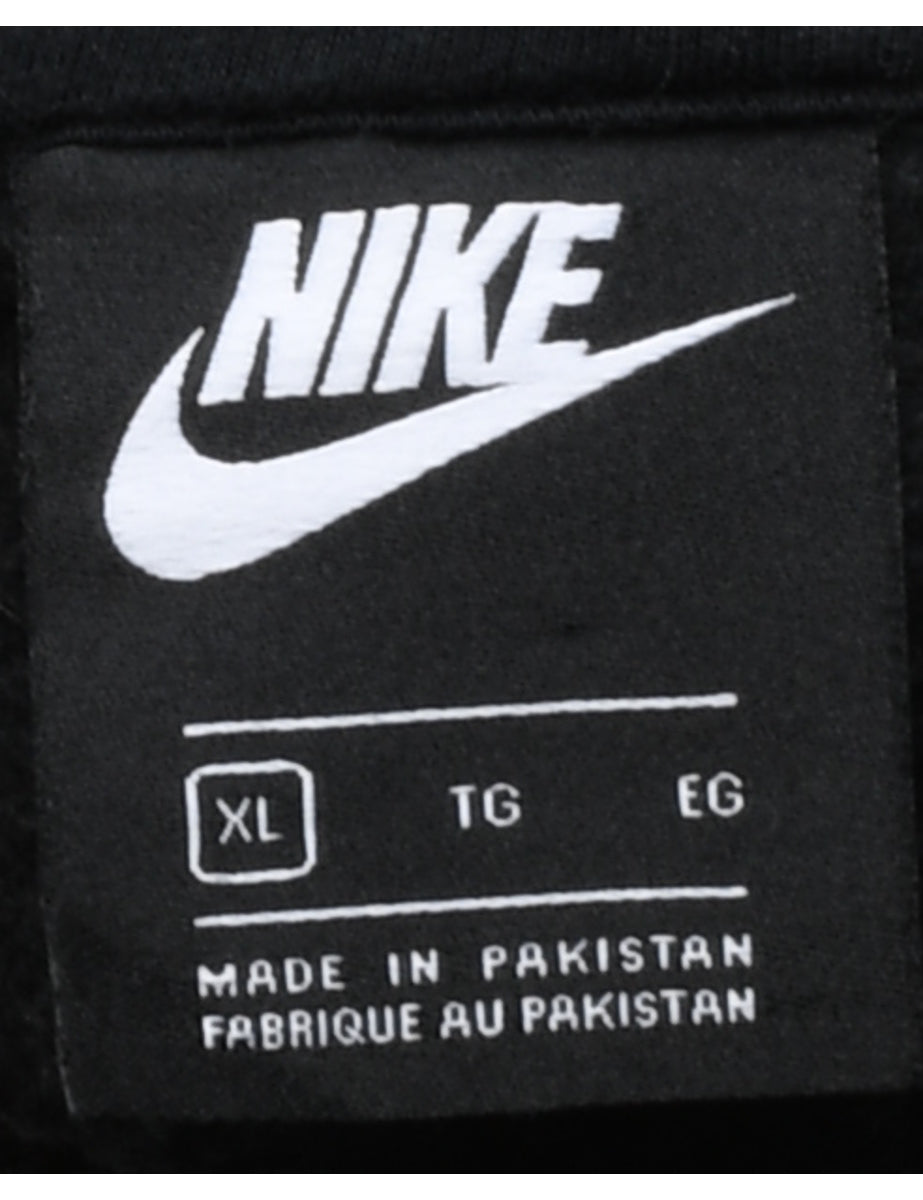 NIKE
XL TG EG
MADE IN PAKISTAN
FABRIQUE AU PAKISTAN